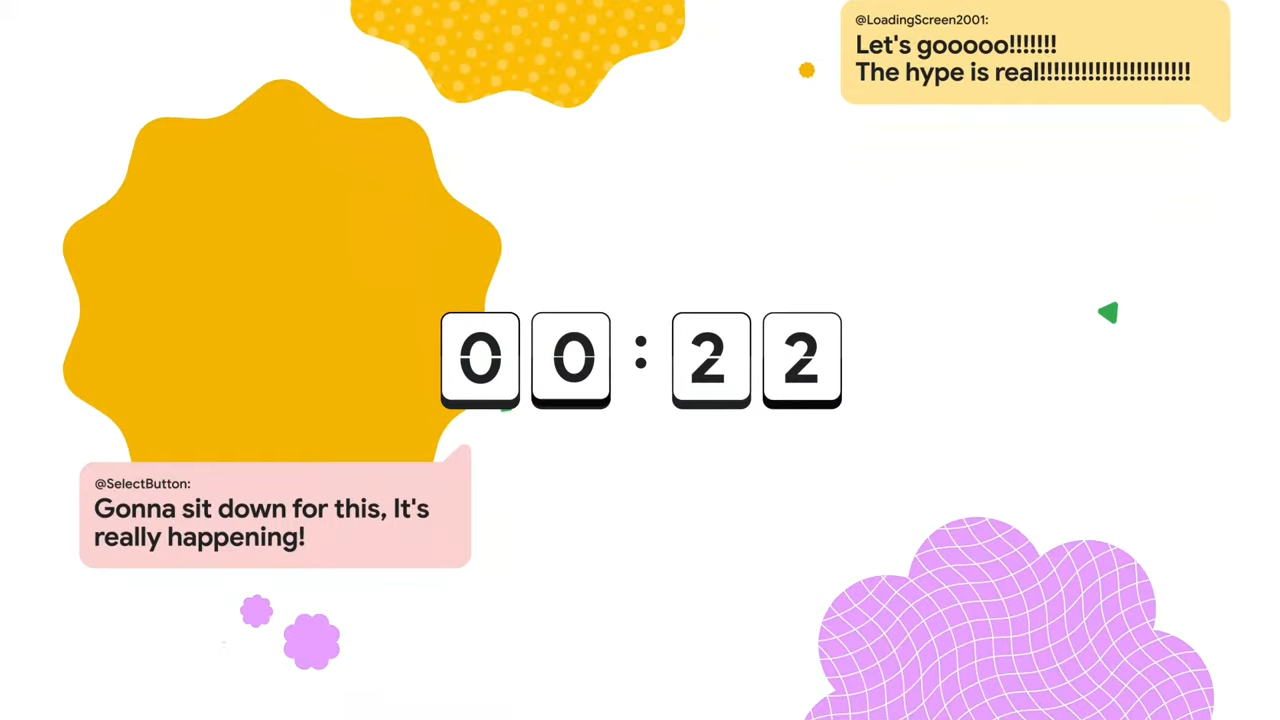 @LoadingScreen2001:
Let's gooooo!!!!!!!
The hype is real!!!!!!!!!!!!!!!!!!!!!!
00:22
@SelectButton:
Gonna sit down for this, It's
really happening!